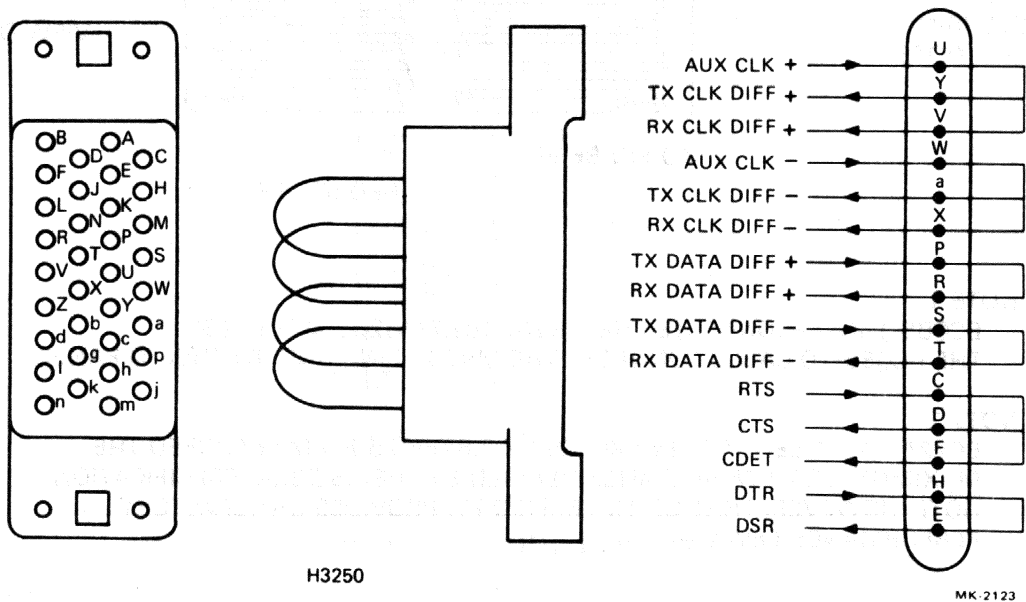 B A
D C
F E
J H
L K
N M
R P
T S
V U
X W
Z Y
b a
d c
g p
l h
k j
n m
H3250
U
AUX CLK +
Y
TX CLK DIFF +
V
RX CLK DIFF +
W
AUX CLK −
a
TX CLK DIFF −
X
RX CLK DIFF −
P
TX DATA DIFF +
R
RX DATA DIFF +
S
TX DATA DIFF −
T
RX DATA DIFF −
C
RTS
D
CTS
F
CDET
H
DTR
E
DSR
MK-2123